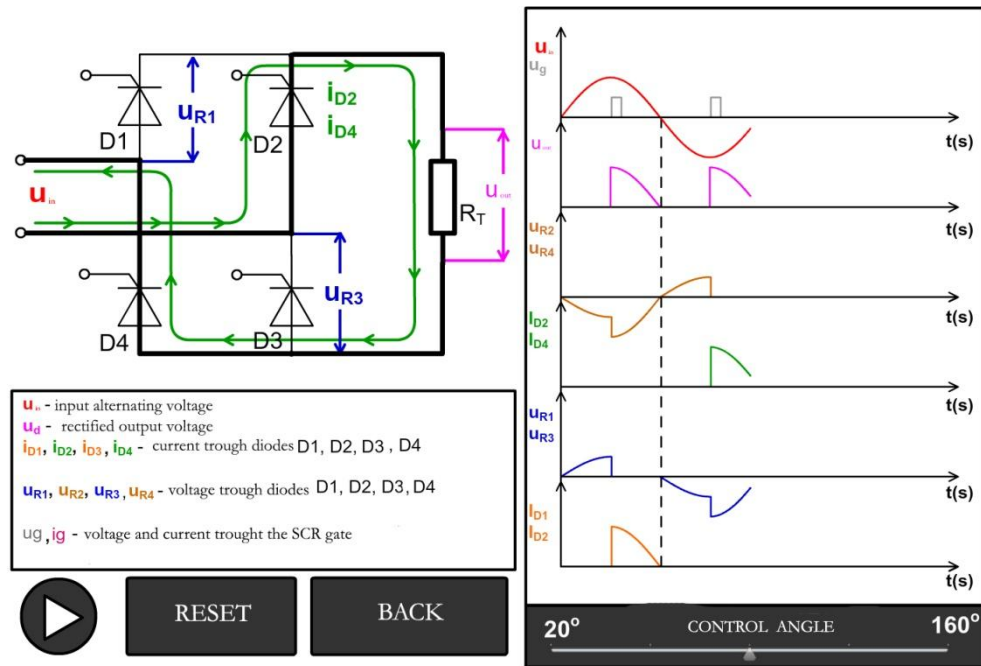 D1
uR1
D2
iD2
iD4
uin
RT
uout
uR3
D4
D3
uin - input alternating voltage
ud - rectified output voltage
iD1, iD2, iD3, iD4 - current trough diodes D1, D2, D3, D4
uR1, uR2, uR3, uR4 - voltage trough diodes D1, D2, D3, D4
ug, ig - voltage and current trought the SCR gate
RESET
BACK
uin
ug
t(s)
uout
t(s)
uR2
uR4
t(s)
ID2
ID4
t(s)
uR1
uR3
t(s)
ID1
ID2
t(s)
20° CONTROL ANGLE 160°